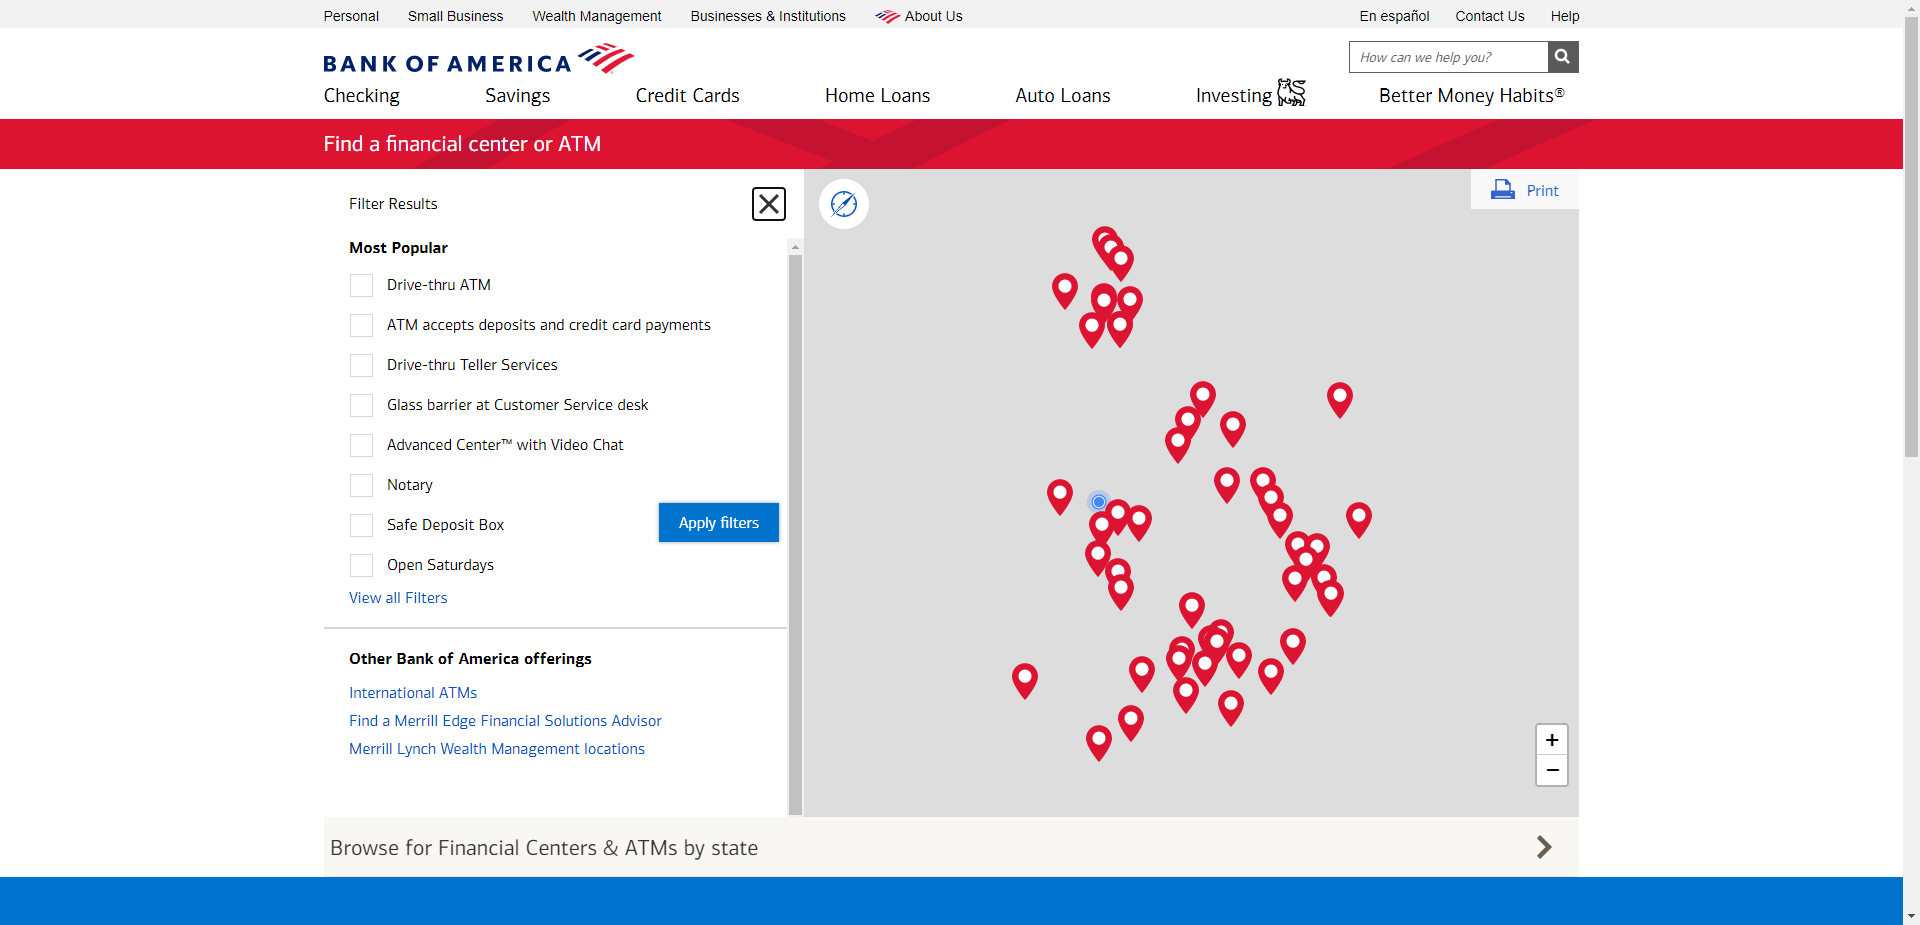 Personal Small Business Wealth Management Businesses & Institutions About Us En español Contact Us Help
BANK OF AMERICA
How can we help you?
Checking Savings Credit Cards Home Loans Auto Loans Investing Better Money Habits®
Find a financial center or ATM
Filter Results
Print
Most Popular
Drive-thru ATM
ATM accepts deposits and credit card payments
Drive-thru Teller Services
Glass barrier at Customer Service desk
Advanced Center™ with Video Chat
Notary
Safe Deposit Box
Apply filters
Open Saturdays
View all Filters
Other Bank of America offerings
International ATMs
Find a Merrill Edge Financial Solutions Advisor
Merrill Lynch Wealth Management locations
+
−
Browse for Financial Centers & ATMs by state